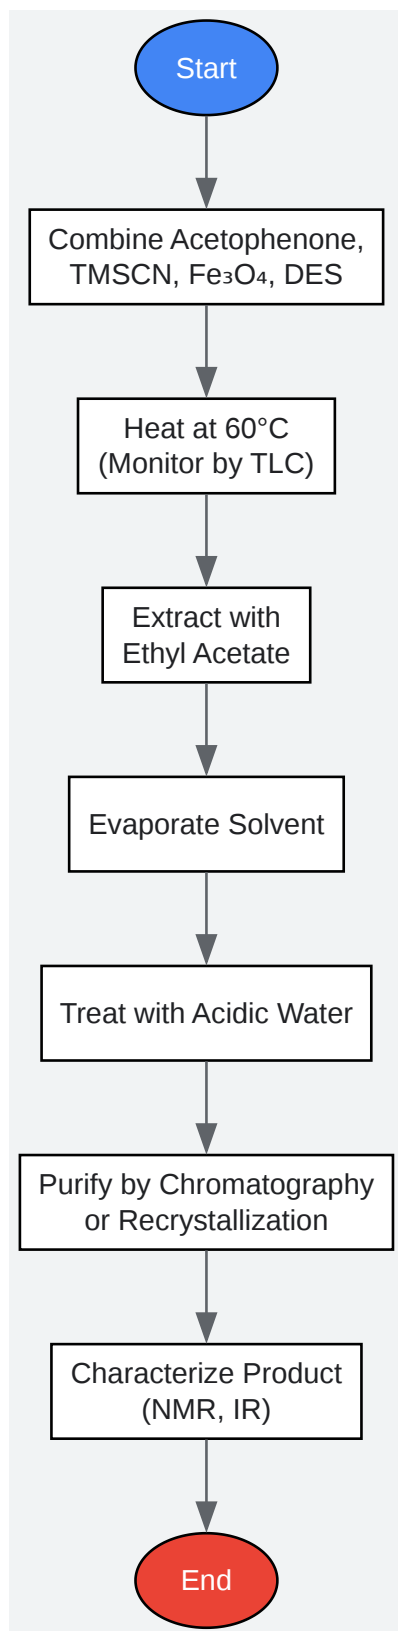 Start
Combine Acetophenone,
TMSCN, Fe₃O₄, DES
Heat at 60°C
(Monitor by TLC)
Extract with
Ethyl Acetate
Evaporate Solvent
Treat with Acidic Water
Purify by Chromatography
or Recrystallization
Characterize Product
(NMR, IR)
End